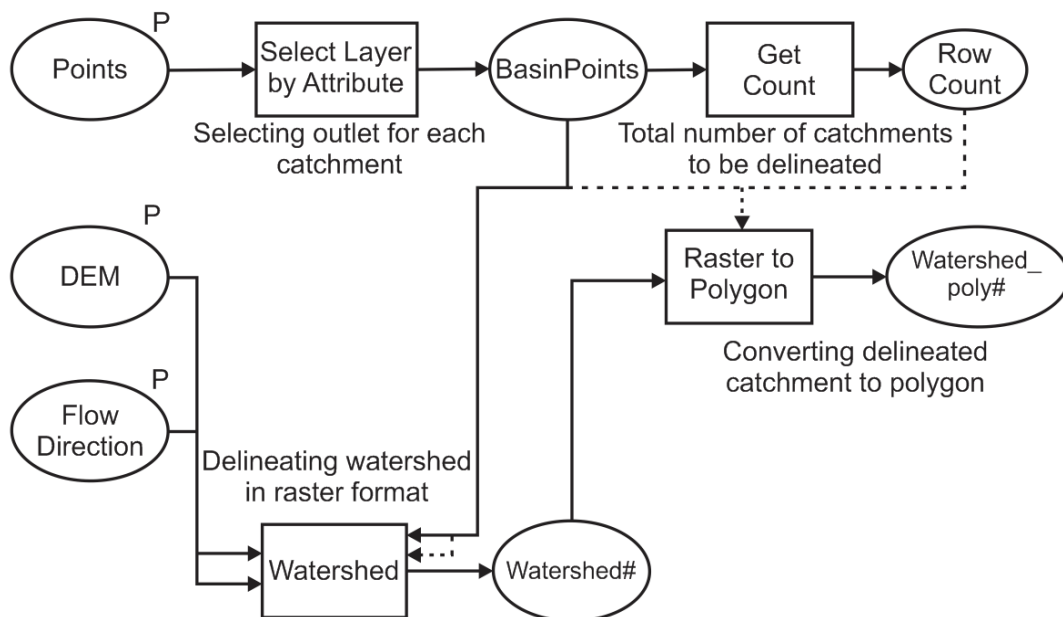 P
Points
Select Layer
by Attribute
BasinPoints
Get
Count
Row
Count
Selecting outlet for each
catchment
Total number of catchments
to be delineated
P
DEM
Raster to
Polygon
Watershed_
poly#
Converting delineated
catchment to polygon
P
Flow
Direction
Delineating watershed
in raster format
Watershed
Watershed#